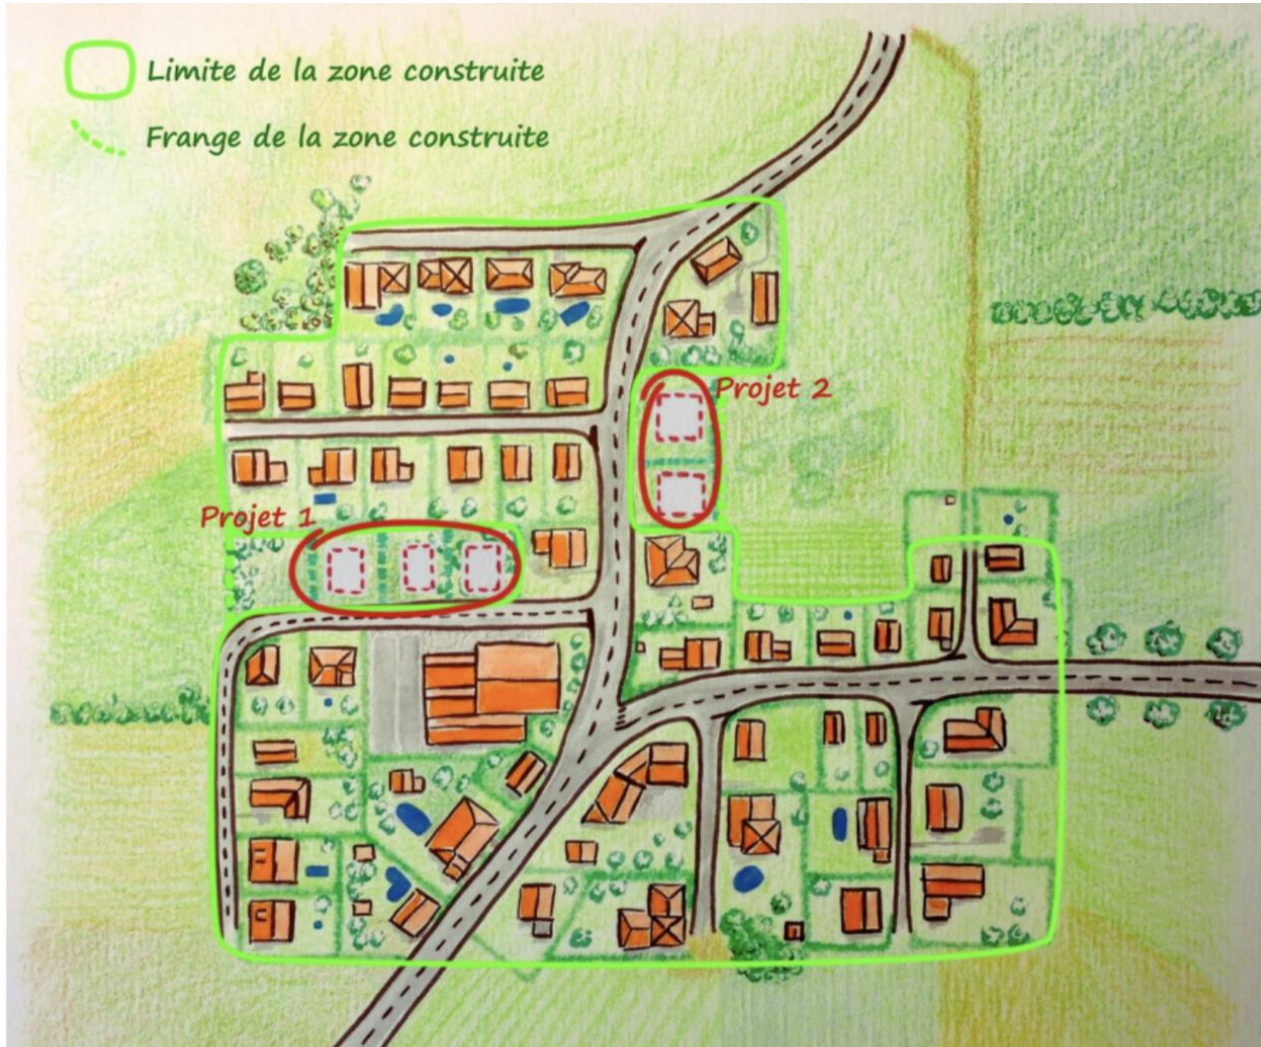 Limite de la zone construite
Frange de la zone construite
Projet 2
Projet 1